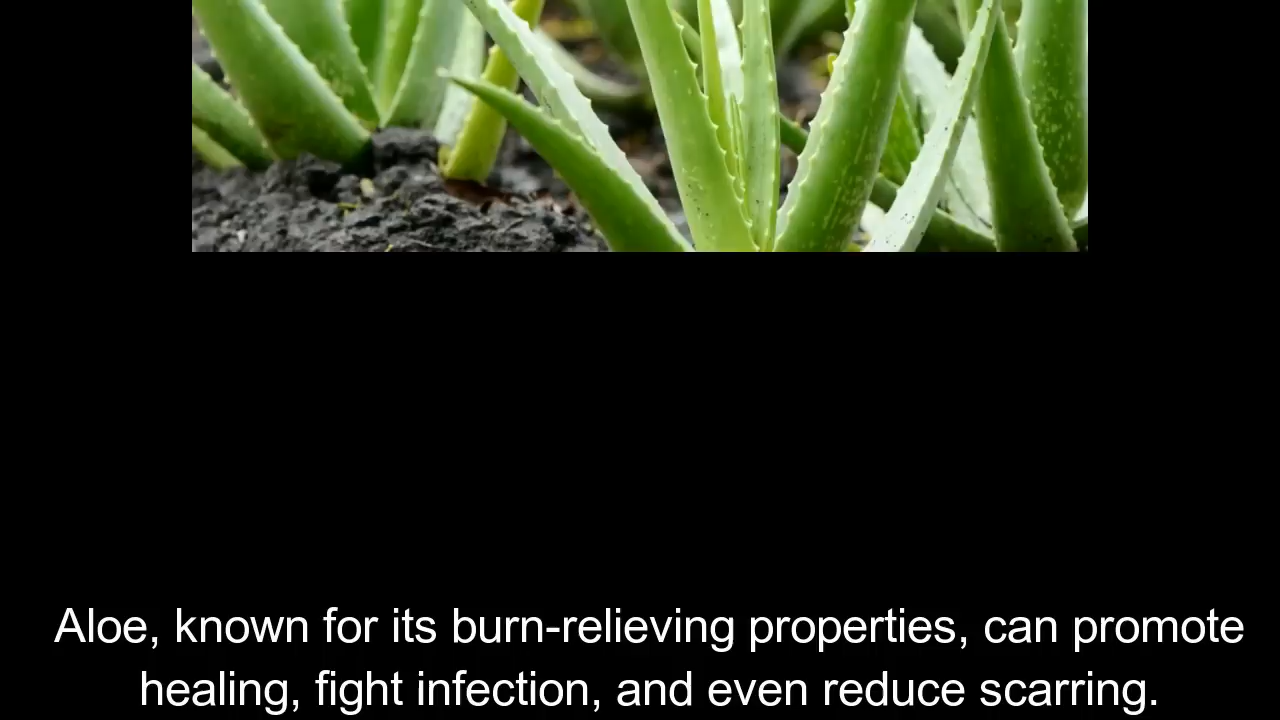 Aloe, known for its burn-relieving properties, can promote
healing, fight infection, and even reduce scarring.